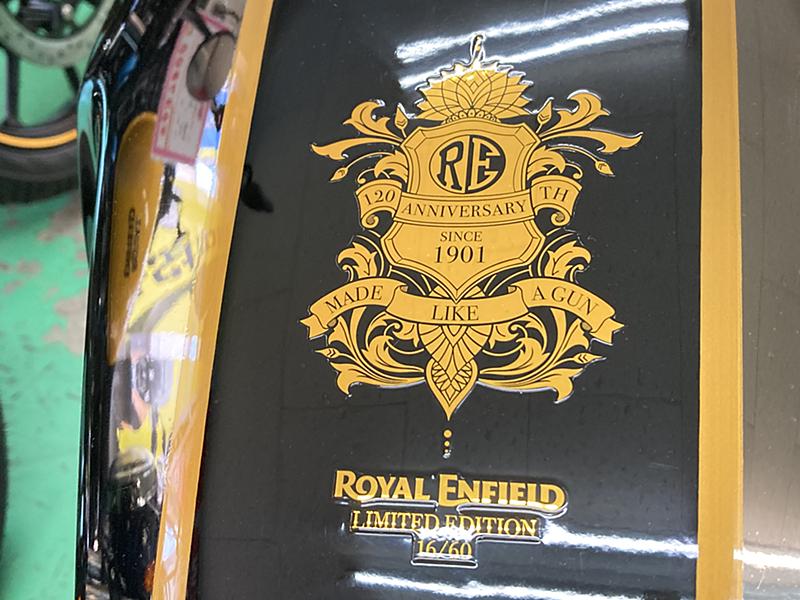 RE
120 ANNIVERSARY TH
SINCE
1901
MADE LIKE A GUN
ROYAL ENFIELD
LIMITED EDITION
16/60